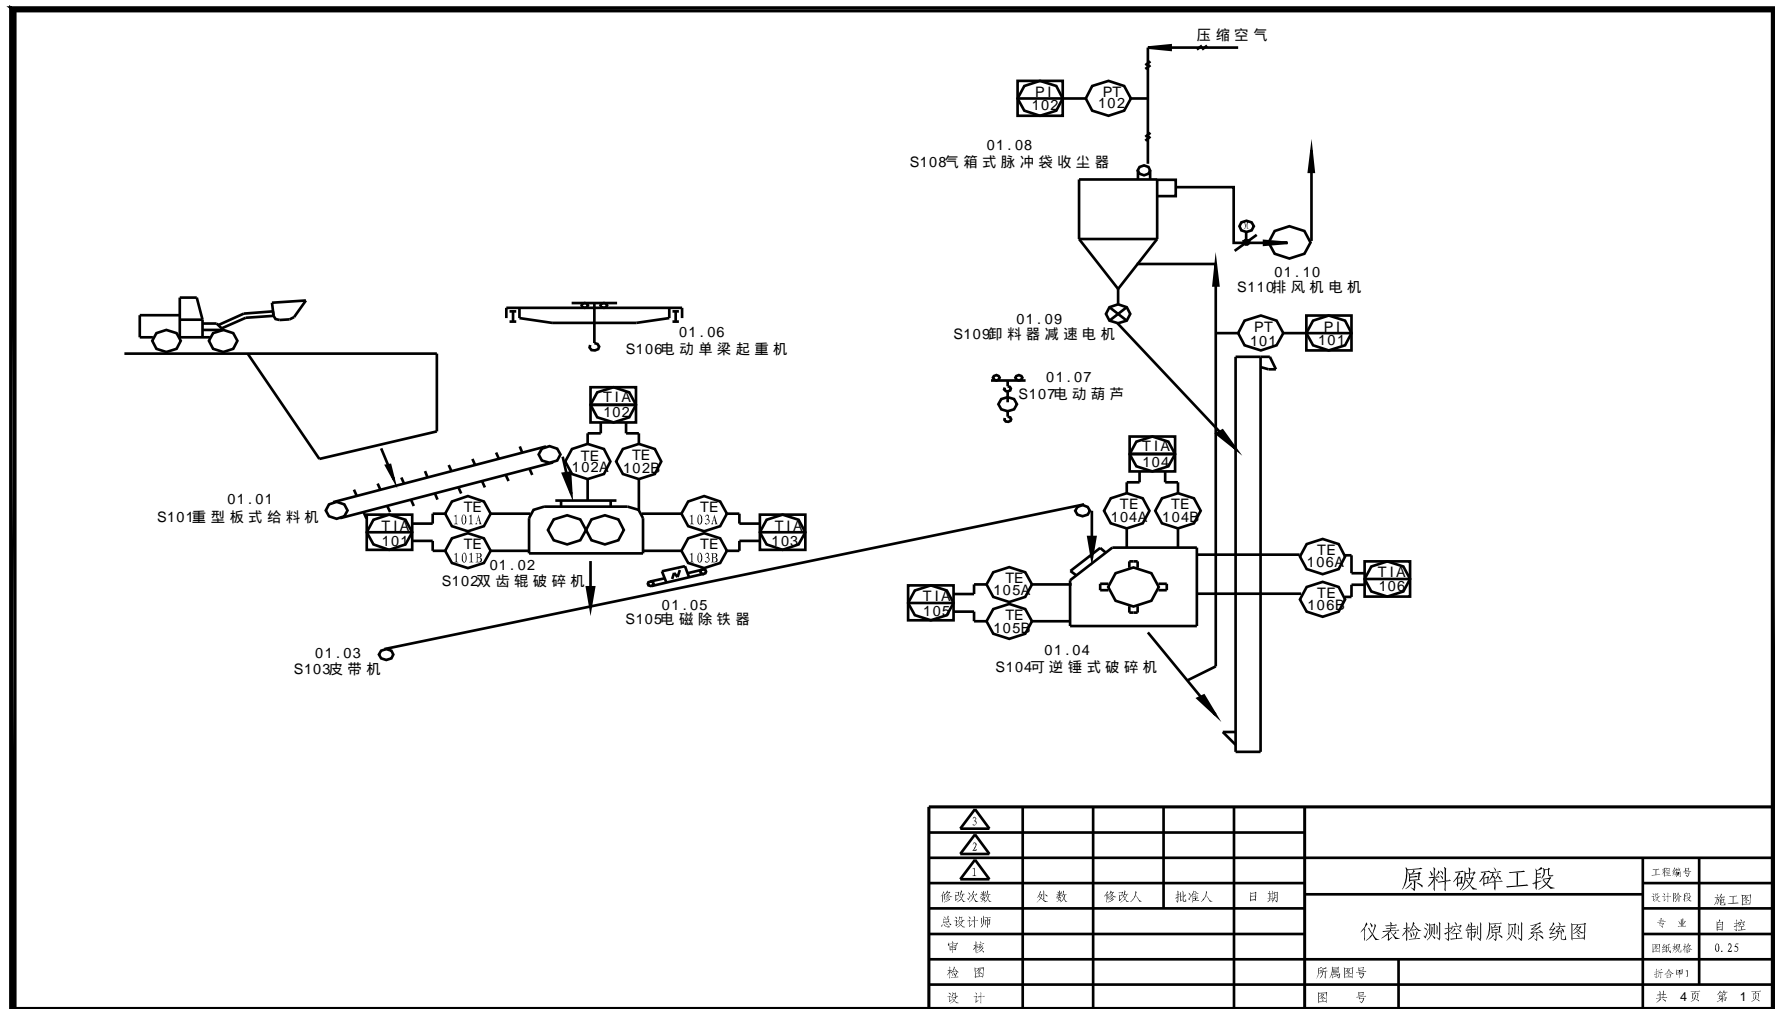 压缩空气
PI
102
PT
102
01.08
S108气箱式脉冲袋收尘器
01.10
S110排风机电机
01.09
S109卸料器减速电机
PT
101
PI
101
01.06
S106电动单梁起重机
01.07
S107电动葫芦
TIA
102
TE
102A
TE
102B
TIA
104
TE
104A
TE
104B
01.01
S101重型板式给料机
TIA
101
TE
101A
TE
101B
TE
103A
TE
103B
TIA
103
01.02
S102双齿辊破碎机
01.05
S105电磁除铁器
TIA
105
TE
105A
TE
105B
TE
106A
TE
106B
TIA
106
01.03
S103皮带机
01.04
S104可逆锤式破碎机
3
2
1
修改次数 处 数 修改人 批准人 日 期
总设计师
审 核
检 图
设 计
原料破碎工段
仪表检测控制原则系统图
所属图号
图 号
工程编号
设计阶段 施工图
专 业 自 控
图纸规格 0.25
折合甲1
共 4页 第 1页